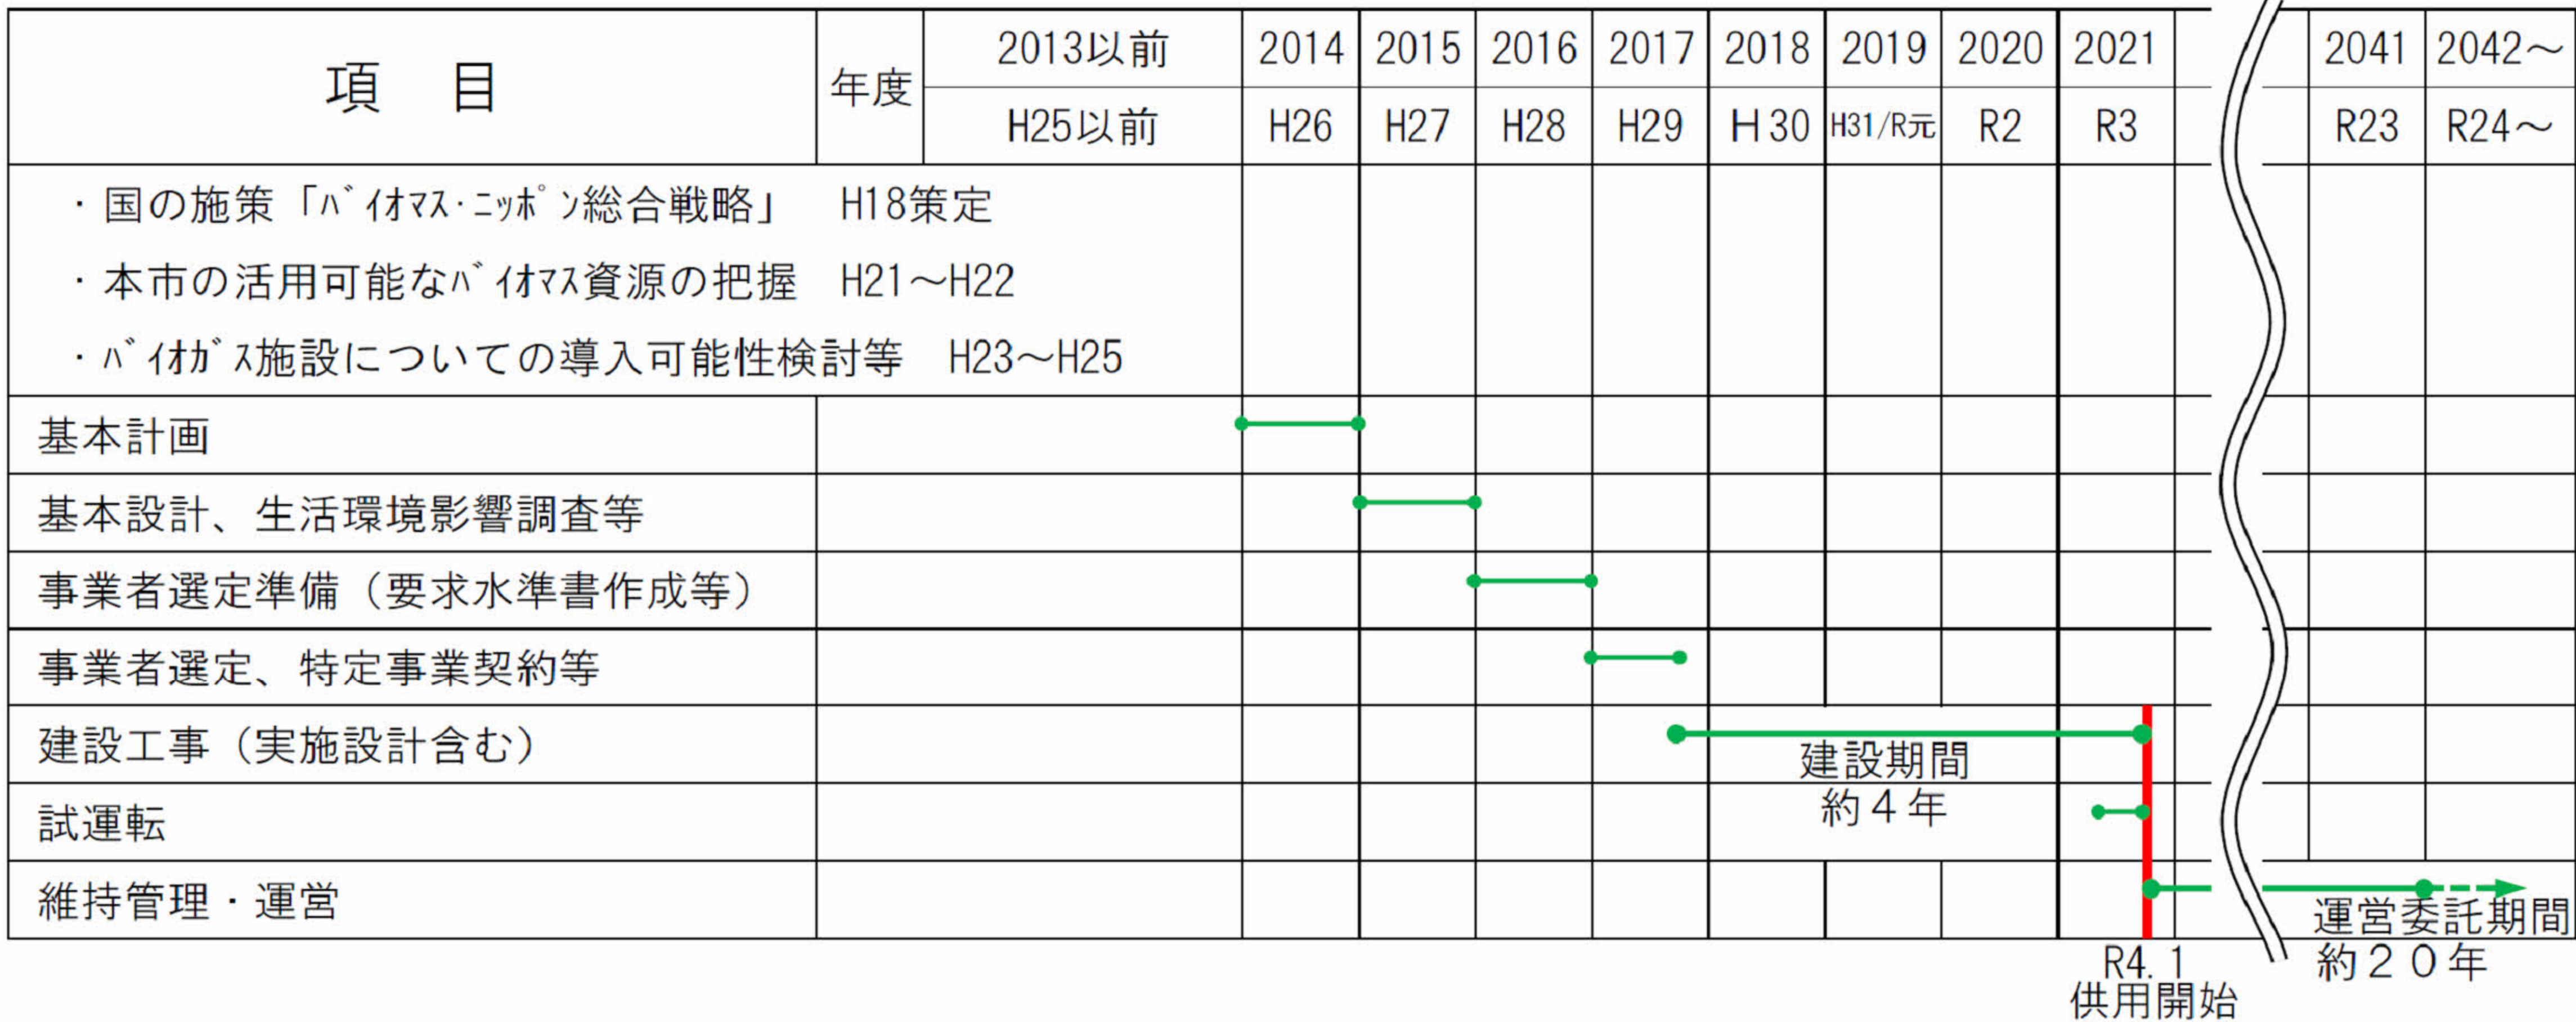 項　目 年度 2013以前 2014 2015 2016 2017 2018 2019 2020 2021 2041 2042～
H25以前 H26 H27 H28 H29 H30 H31/R元 R2 R3 R23 R24～
・国の施策「ﾊﾞｲｵﾏｽ･ﾆｯﾎﾟﾝ総合戦略」　H18策定
・本市の活用可能なﾊﾞｲｵﾏｽ資源の把握　H21～H22
・ﾊﾞｲｵｶﾞｽ施設についての導入可能性検討等　H23～H25
基本計画
基本設計、生活環境影響調査等
事業者選定準備（要求水準書作成等）
事業者選定、特定事業契約等
建設工事（実施設計含む）
建設期間
約４年
試運転
維持管理・運営
運営委託期間
約２０年
R4.1
供用開始